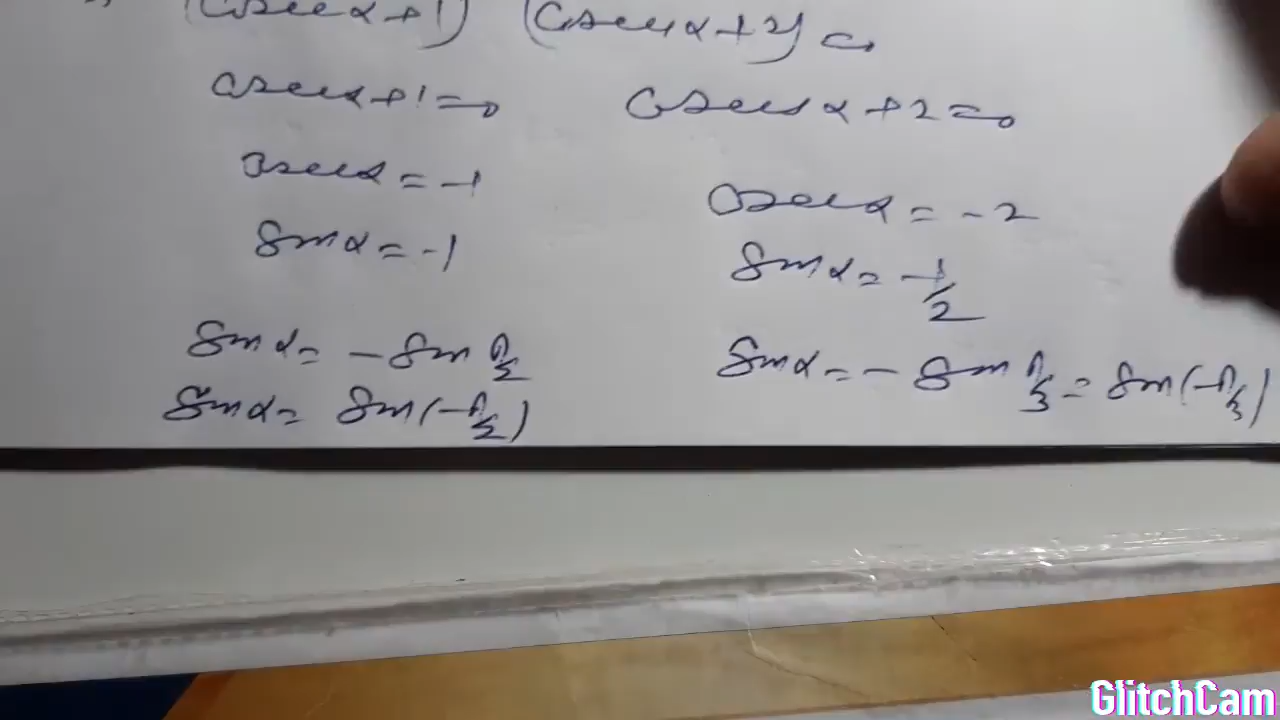 (cosec α + 1) (cosec α + 2) =
cosec α + 1 = 0 cosec α + 2 = 0
cosec α = -1
cosec α = -2
sin α = -1
sin α = -1/2
sin α = - sin π/2
sin α = - sin π/3 = sin(-π/3)
sin α = sin(-π/2)
GlitchCam